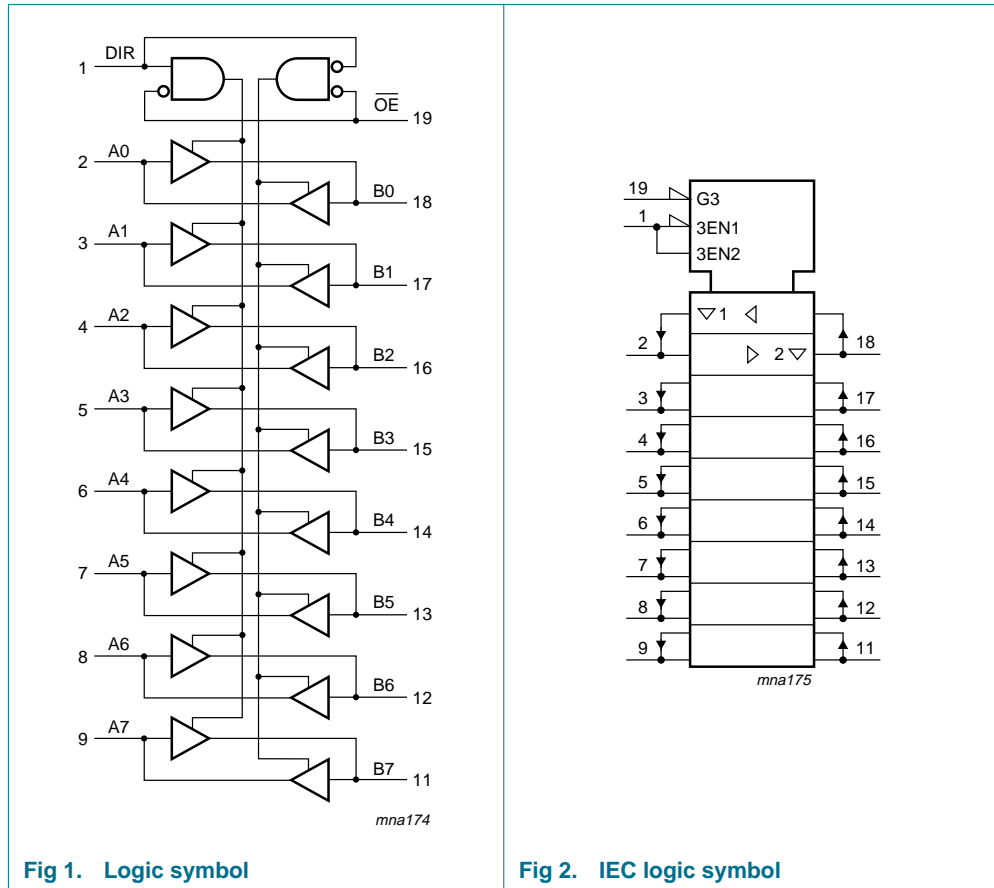 DIR
1
OE
19
2 A0
B0
18
3 A1
B1
17
4 A2
B2
16
5 A3
B3
15
6 A4
B4
14
7 A5
B5
13
8 A6
B6
12
9 A7
B7
11
mna174
Fig 1. Logic symbol
19
G3
1
3EN1
3EN2
1
2
18
2
3
17
4
16
5
15
6
14
7
13
8
12
9
11
mna175
Fig 2. IEC logic symbol